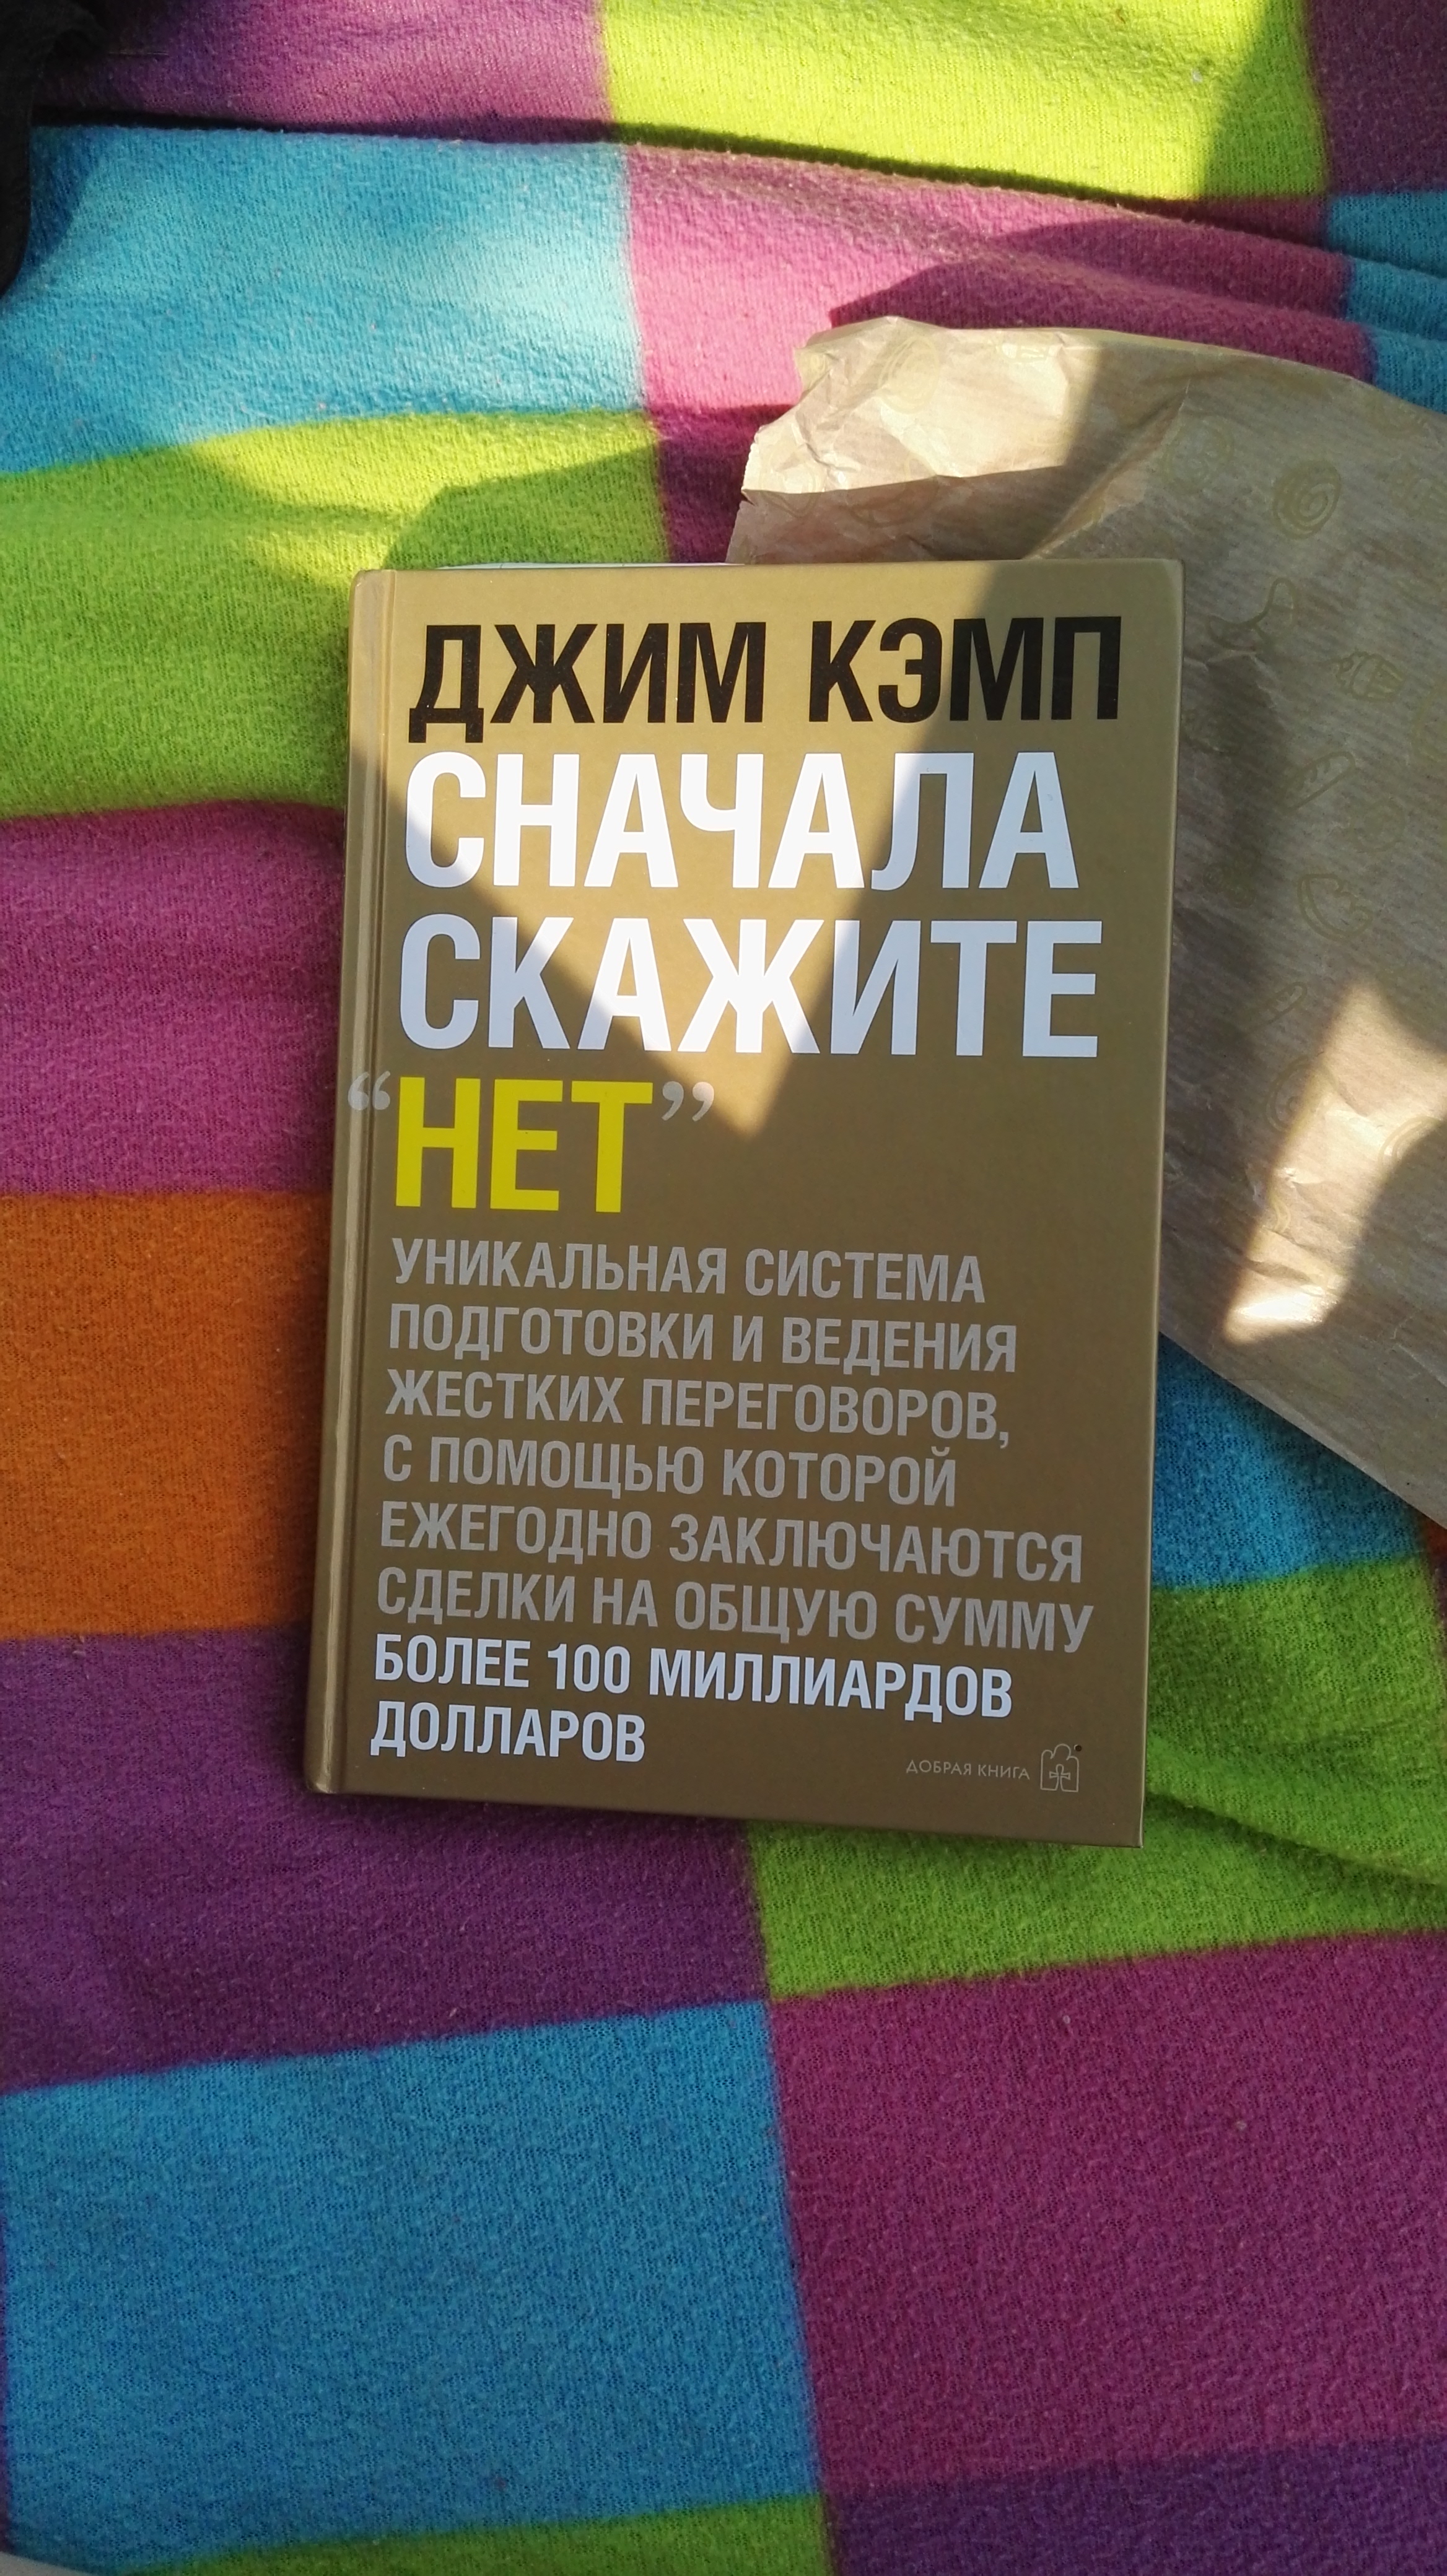 ДЖИМ КЭМП
СНАЧАЛА
СКАЖИТЕ
“НЕТ”
УНИКАЛЬНАЯ СИСТЕМА
ПОДГОТОВКИ И ВЕДЕНИЯ
ЖЕСТКИХ ПЕРЕГОВОРОВ,
С ПОМОЩЬЮ КОТОРОЙ
ЕЖЕГОДНО ЗАКЛЮЧАЮТСЯ
СДЕЛКИ НА ОБЩУЮ СУММУ
БОЛЕЕ 100 МИЛЛИАРДОВ
ДОЛЛАРОВ
ДОБРАЯ КНИГА